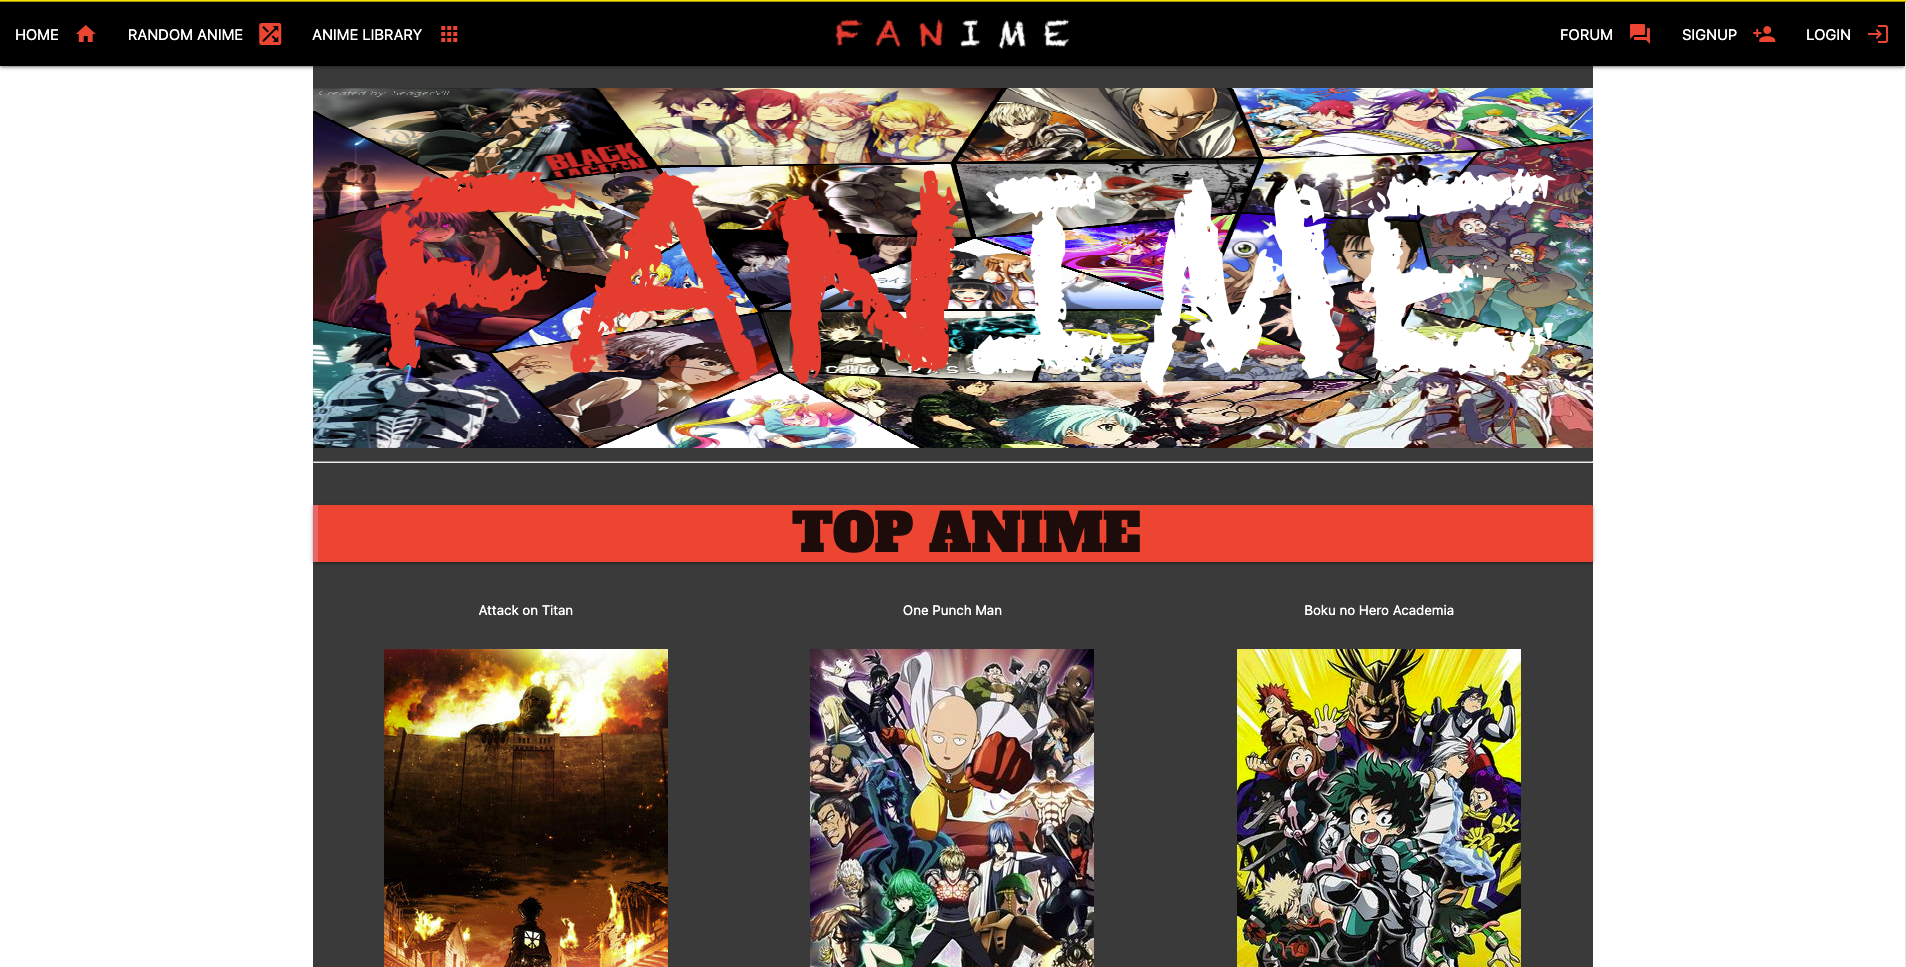 HOME
RANDOM ANIME
ANIME LIBRARY
FANIME
FORUM
SIGNUP
LOGIN
BLACK
LAGOON
FANIME
TOP ANIME
Attack on Titan
One Punch Man
Boku no Hero Academia